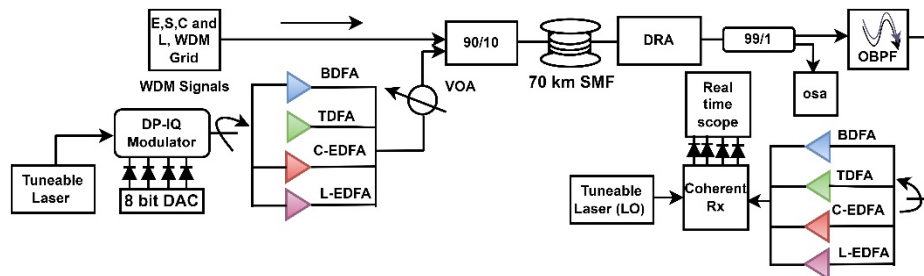 E,S,C and
L, WDM
Grid
WDM Signals
90/10
70 km SMF
DRA
99/1
OBPF
osa
VOA
BDFA
TDFA
C-EDFA
L-EDFA
DP-IQ
Modulator
Tuneable
Laser
8 bit DAC
Real
time
scope
Tuneable
Laser (LO)
Coherent
Rx
BDFA
TDFA
C-EDFA
L-EDFA